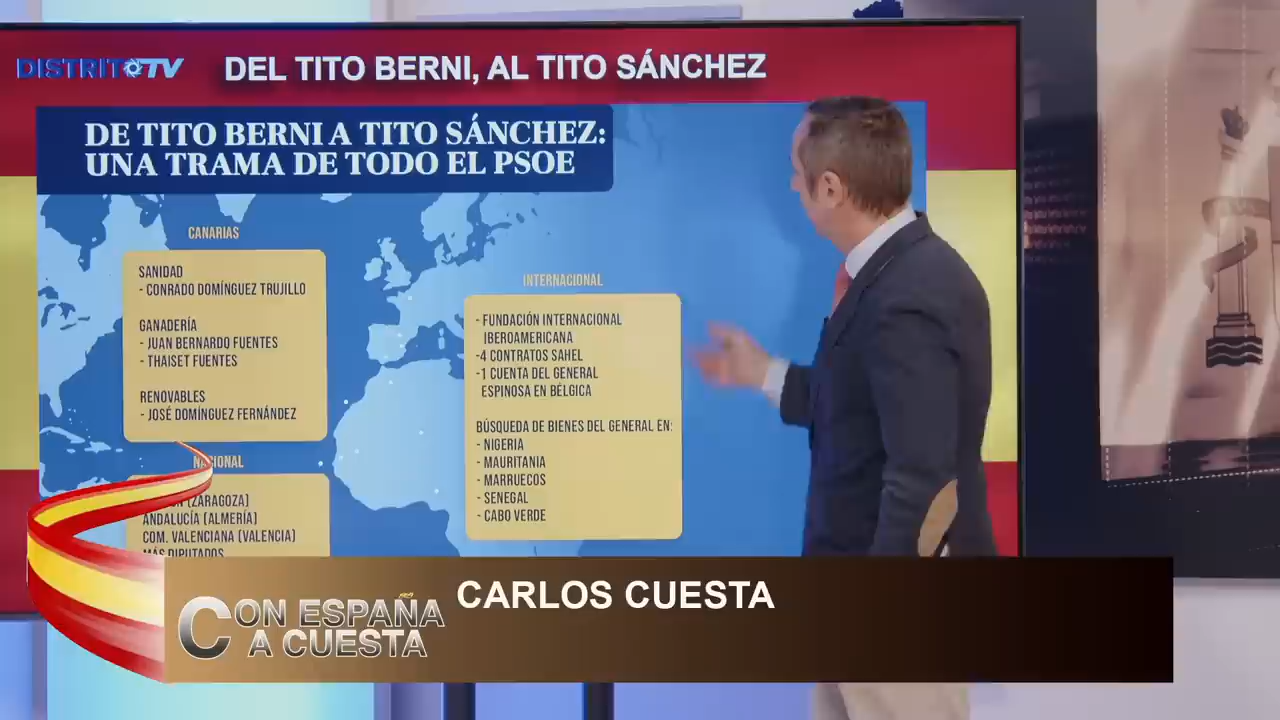 DISTRITOTV
DEL TITO BERNI, AL TITO SÁNCHEZ
DE TITO BERNI A TITO SÁNCHEZ:
UNA TRAMA DE TODO EL PSOE
CANARIAS
SANIDAD
- CONRADO DOMÍNGUEZ TRUJILLO
GANADERÍA
- JUAN BERNARDO FUENTES
- THAISET FUENTES
RENOVABLES
- JOSÉ DOMÍNGUEZ FERNÁNDEZ
NACIONAL
(ZARAGOZA)
ANDALUCÍA (ALMERÍA)
COM. VALENCIANA (VALENCIA)
MÁS DIPUTADOS
INTERNACIONAL
- FUNDACIÓN INTERNACIONAL
IBEROAMERICANA
-4 CONTRATOS SAHEL
-1 CUENTA DEL GENERAL
ESPINOSA EN BÉLGICA
BÚSQUEDA DE BIENES DEL GENERAL EN:
- NIGERIA
- MAURITANIA
- MARRUECOS
- SENEGAL
- CABO VERDE
CON ESPAÑA
A CUESTA
CARLOS CUESTA